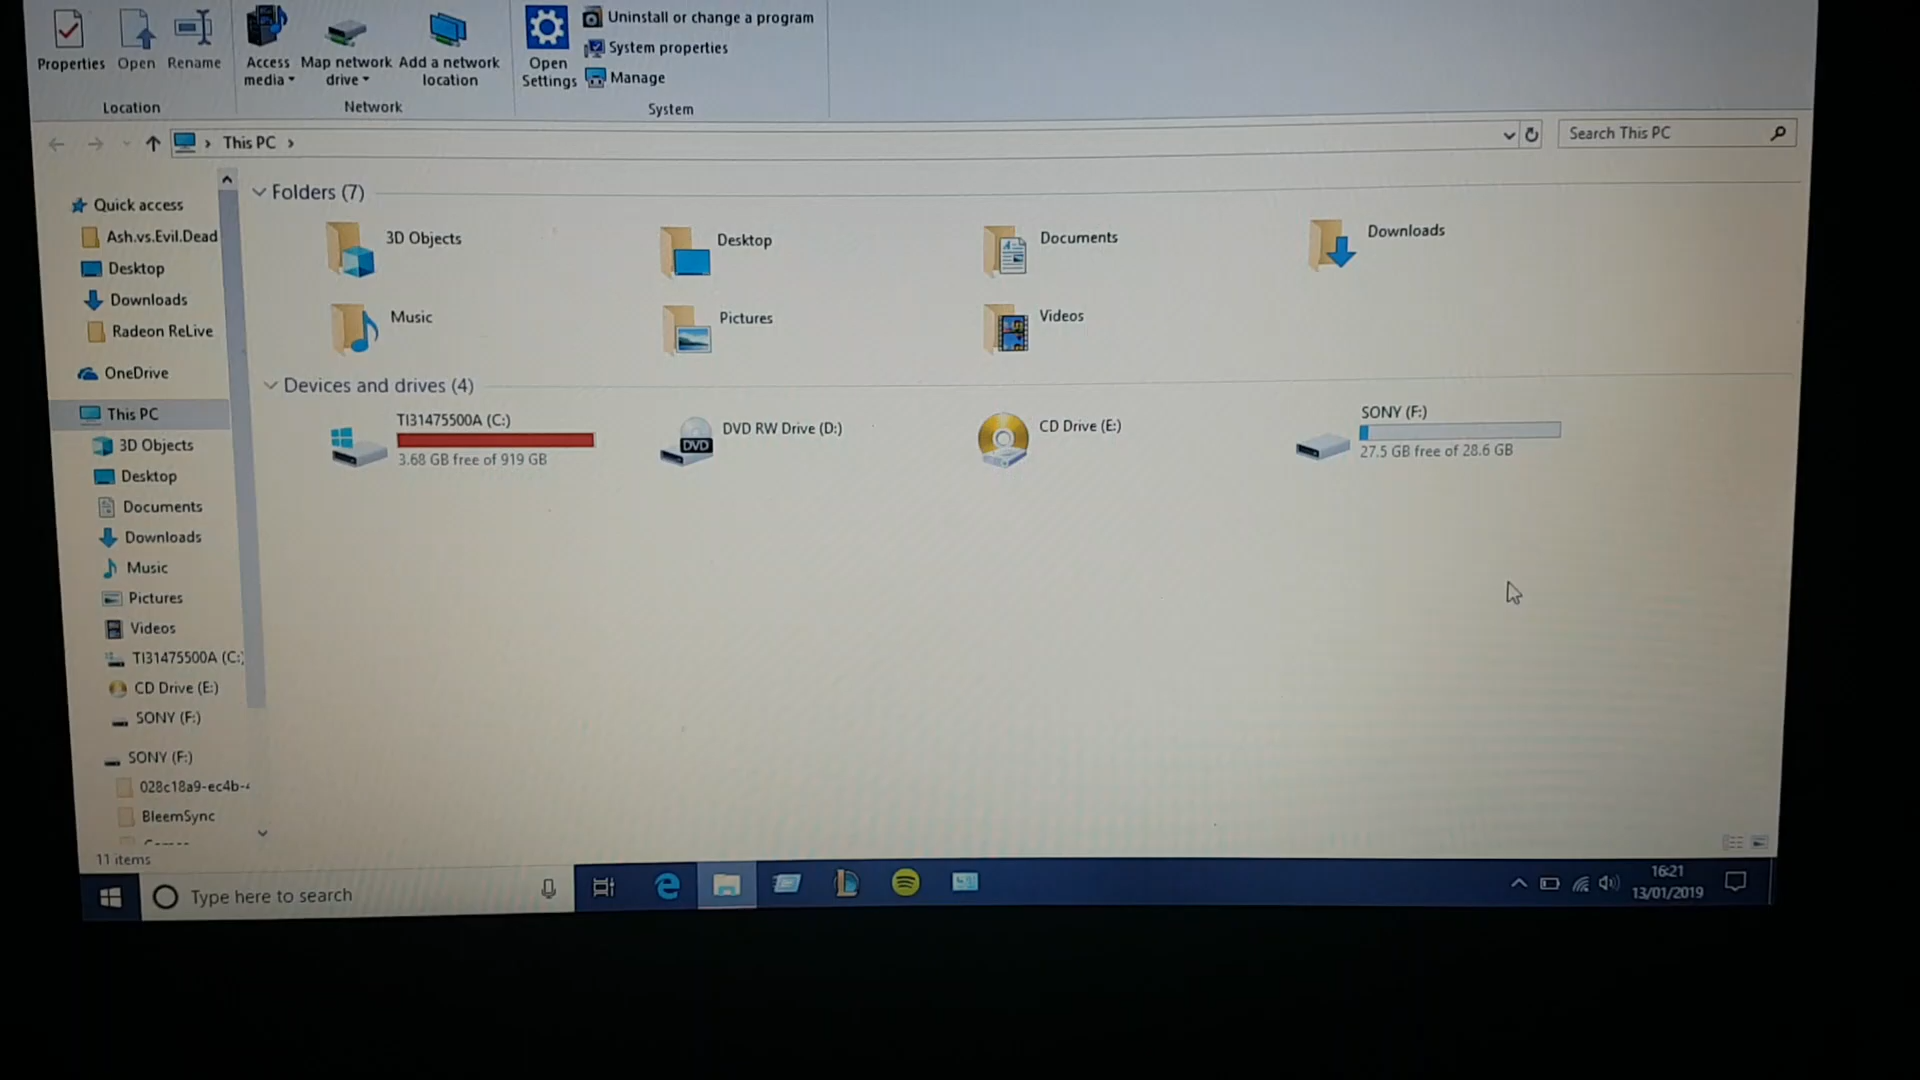 Uninstall or change a program
System properties
Manage
Properties
Open
Rename
Access
media
Map network
drive
Add a network
location
Open
Settings
Location
Network
System
This PC
Search This PC
Quick access
Ash.vs.Evil.Dead
Desktop
Downloads
Radeon ReLive
OneDrive
This PC
3D Objects
Desktop
Documents
Downloads
Music
Pictures
Videos
TI31475500A (C:)
CD Drive (E:)
SONY (F:)
SONY (F:)
028c18a9-ec4b-
BleemSync
11 items
Folders (7)
3D Objects
Desktop
Documents
Downloads
Music
Pictures
Videos
Devices and drives (4)
TI31475500A (C:)
3.68 GB free of 919 GB
DVD RW Drive (D:)
DVD
CD Drive (E:)
SONY (F:)
27.5 GB free of 28.6 GB
Type here to search
16:21
13/01/2019